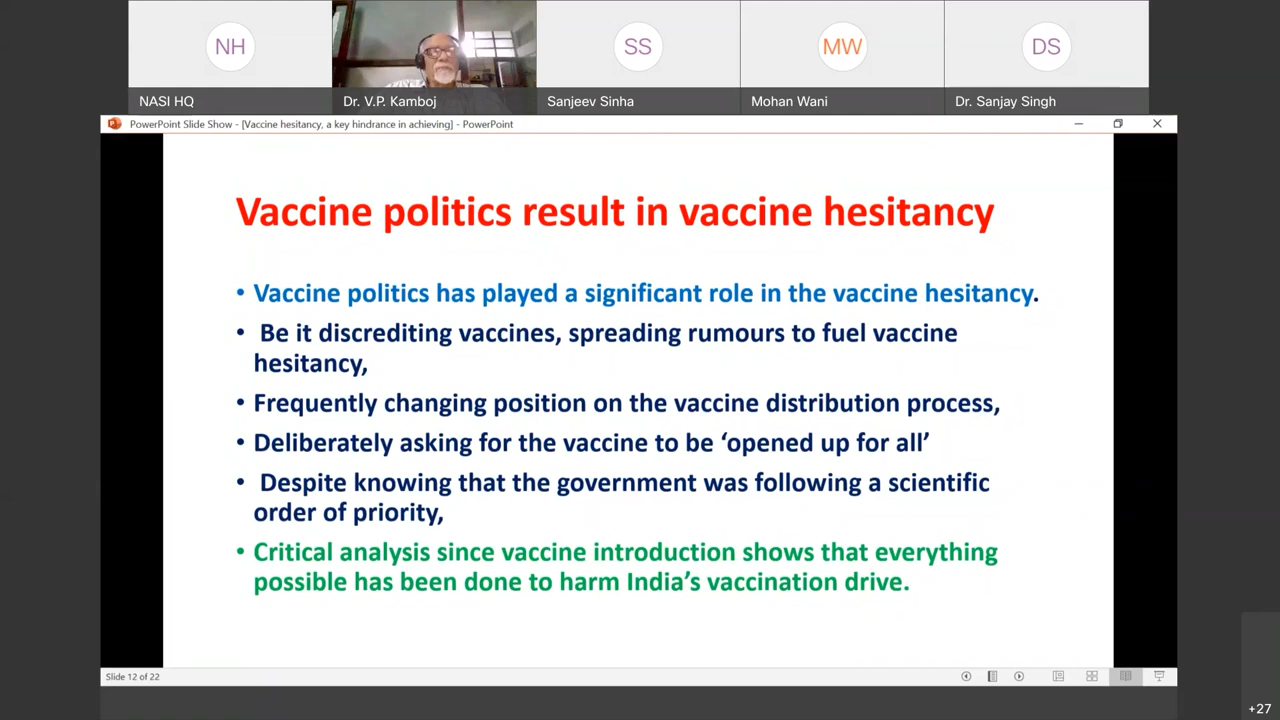 NH
SS
MW
DS
NASI HQ
Dr. V.P. Kamboj
Sanjeev Sinha
Mohan Wani
Dr. Sanjay Singh
PowerPoint Slide Show - [Vaccine hesitancy, a key hindrance in achieving] - PowerPoint
Vaccine politics result in vaccine hesitancy
• Vaccine politics has played a significant role in the vaccine hesitancy.
• Be it discrediting vaccines, spreading rumours to fuel vaccine
hesitancy,
• Frequently changing position on the vaccine distribution process,
• Deliberately asking for the vaccine to be ‘opened up for all’
• Despite knowing that the government was following a scientific
order of priority,
• Critical analysis since vaccine introduction shows that everything
possible has been done to harm India’s vaccination drive.
Slide 12 of 22
+27